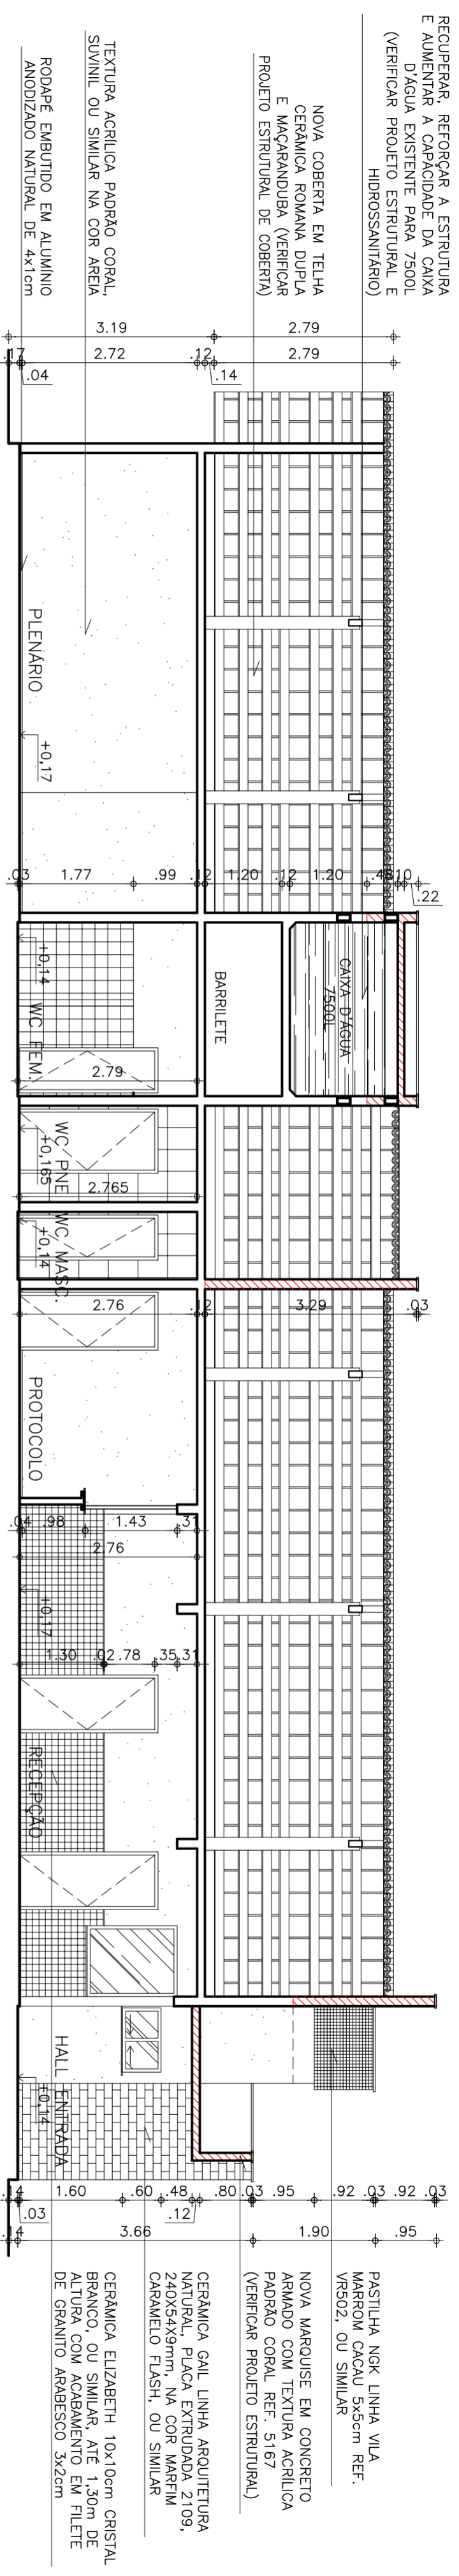 RECUPERAR, REFORÇAR A ESTRUTURA
E AUMENTAR A CAPACIDADE DA CAIXA
D'ÁGUA EXISTENTE PARA 7500L
(VERIFICAR PROJETO ESTRUTURAL E
HIDROSSANITÁRIO)
NOVA COBERTA EM TELHA
CERÂMICA ROMANA DUPLA
E MAÇARANDUBA (VERIFICAR
PROJETO ESTRUTURAL DE COBERTA)
TEXTURA ACRÍLICA PADRÃO CORAL,
SUVINIL OU SIMILAR NA COR AREIA
RODAPÉ EMBUTIDO EM ALUMÍNIO
ANODIZADO NATURAL DE 4x1cm
2.79
3.19
2.79
.14
.12
2.72
.04
.17
PLENÁRIO
+0,17
.22
.10
.48
1.20
.12
1.20
.12
.99
1.77
.03
CAIXA D'ÁGUA
7500L
BARRILETE
2.79
WC FEM.
+0,14
2.765
WC PNE
+0,165
WC MASC.
+0,14
.03
3.29
.12
2.76
PROTOCOLO
.31
1.43
.98
.04
2.76
+0,17
.31
.35
.78
.02
1.30
RECEPÇÃO
HALL ENTRADA
+0,14
.03
.92
.03
.92
.95
.03
.80
.12
.48
.60
1.60
.03
.14
.95
1.90
3.66
.14
PASTILHA NGK LINHA VILA
MARROM CACAU 5x5cm REF.
VR502, OU SIMILAR
NOVA MARQUISE EM CONCRETO
ARMADO COM TEXTURA ACRÍLICA
PADRÃO CORAL REF. 5167
(VERIFICAR PROJETO ESTRUTURAL)
CERÂMICA GAIL LINHA ARQUITETURA
NATURAL, PLACA EXTRUDADA 2109,
240X54X9mm, NA COR MARFIM
CARAMELO FLASH, OU SIMILAR
CERÂMICA ELIZABETH 10x10cm CRISTAL
BRANCO, OU SIMILAR, ATÉ 1,30m DE
ALTURA COM ACABAMENTO EM FILETE
DE GRANITO ARABESCO 3x2cm